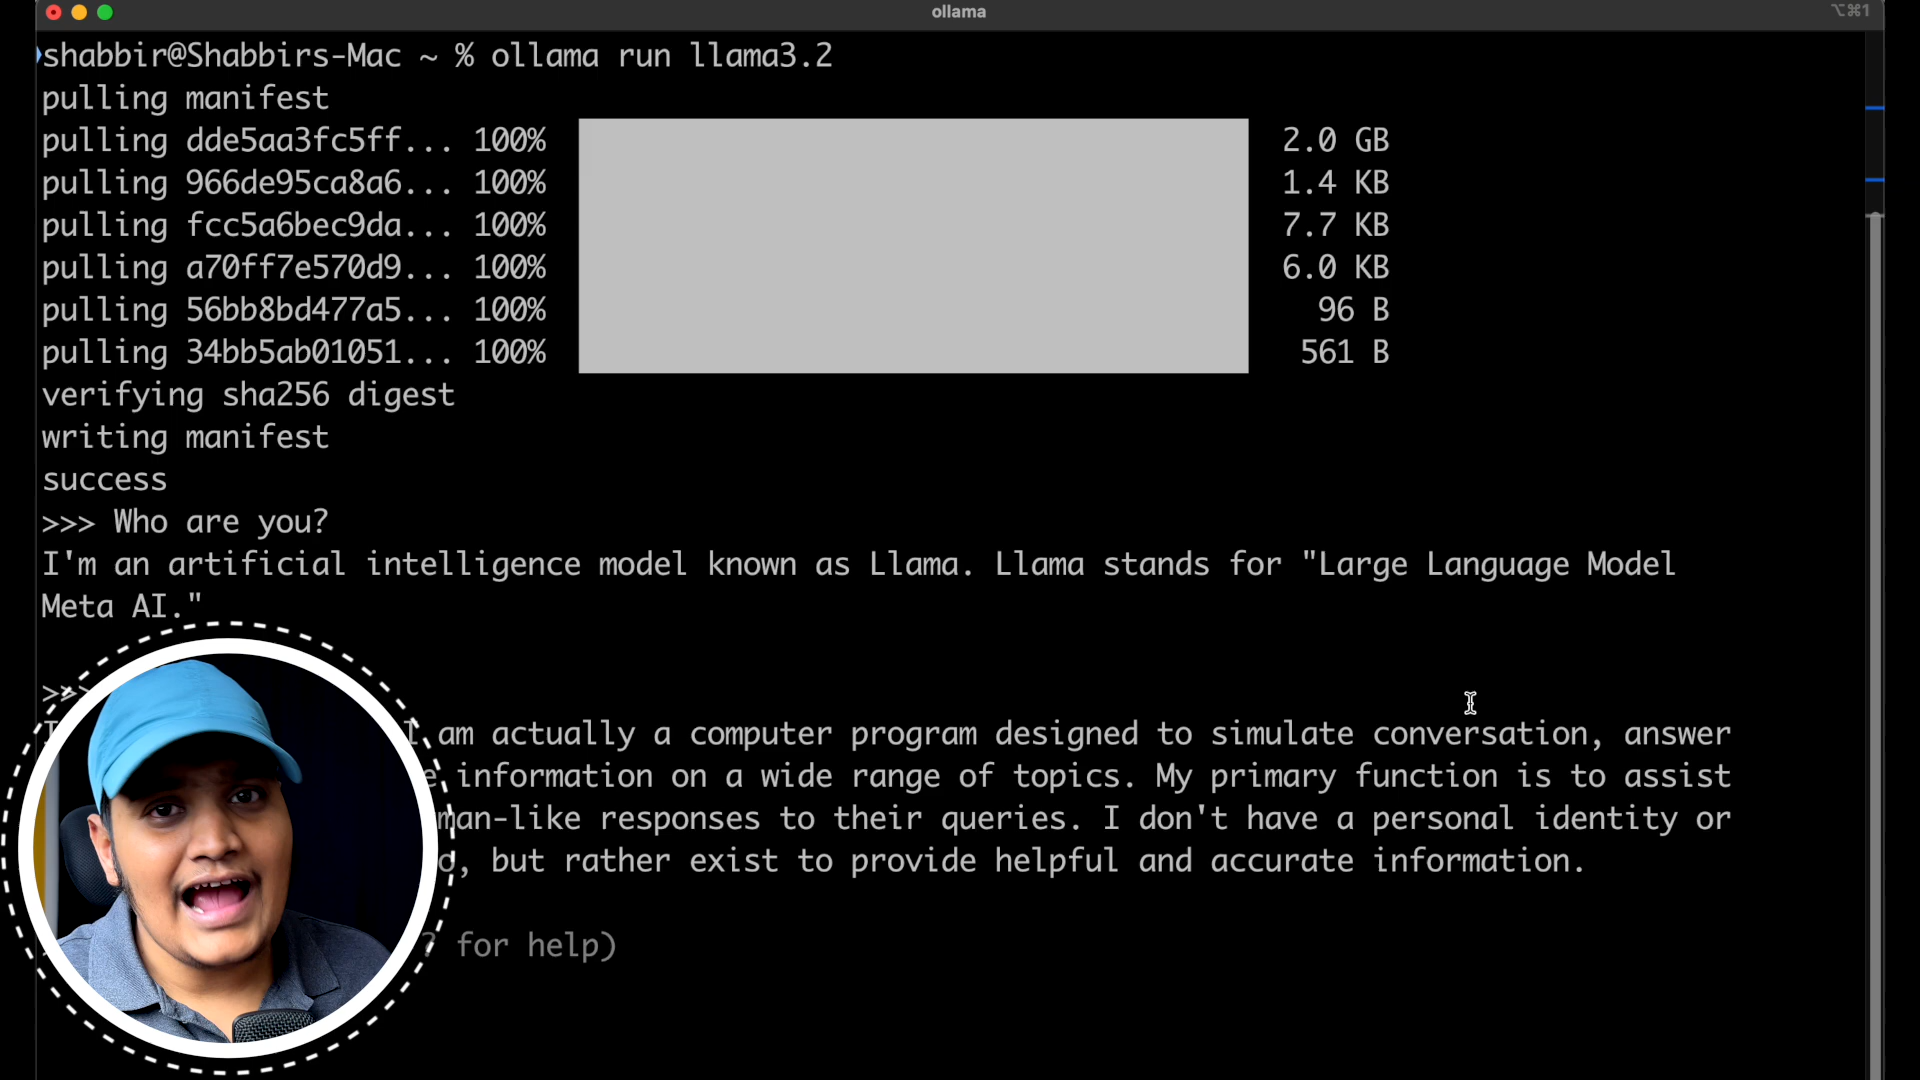 ollama
⌥⌘1
shabbir@Shabbirs-Mac ~ % ollama run llama3.2
pulling manifest
pulling dde5aa3fc5ff... 100% 2.0 GB
pulling 966de95ca8a6... 100% 1.4 KB
pulling fcc5a6bec9da... 100% 7.7 KB
pulling a70ff7e570d9... 100% 6.0 KB
pulling 56bb8bd477a5... 100% 96 B
pulling 34bb5ab01051... 100% 561 B
verifying sha256 digest
writing manifest
success
>>> Who are you?
I'm an artificial intelligence model known as Llama. Llama stands for "Large Language Model
Meta AI."
>>>
I am actually a computer program designed to simulate conversation, answer
information on a wide range of topics. My primary function is to assist
man-like responses to their queries. I don't have a personal identity or
, but rather exist to provide helpful and accurate information.
? for help)